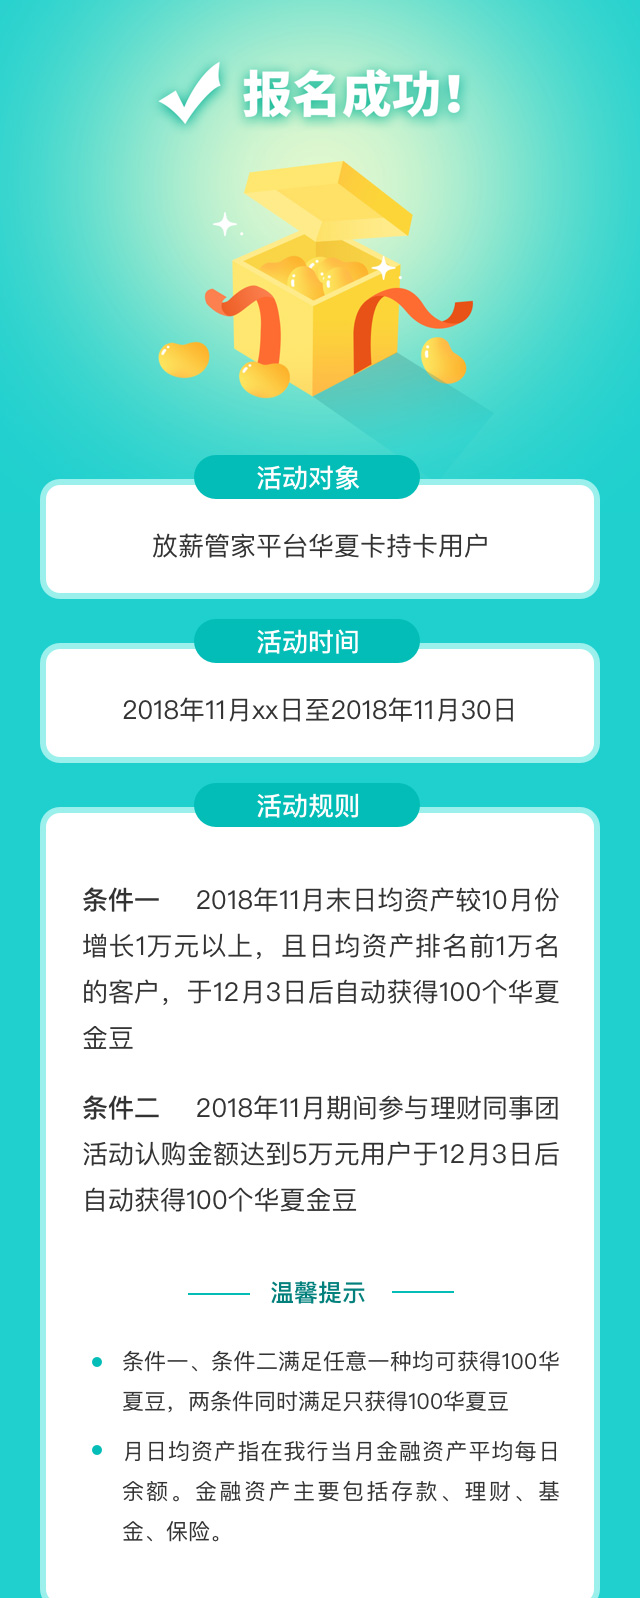 报名成功！
活动对象
放薪管家平台华夏卡持卡用户
活动时间
2018年11月xx日至2018年11月30日
活动规则
条件一 2018年11月末日均资产较10月份
增长1万元以上，且日均资产排名前1万名
的客户，于12月3日后自动获得100个华夏
金豆
条件二 2018年11月期间参与理财同事团
活动认购金额达到5万元用户于12月3日后
自动获得100个华夏金豆
温馨提示
条件一、条件二满足任意一种均可获得100华
夏豆，两条件同时满足只获得100华夏豆
月日均资产指在我行当月金融资产平均每日
余额。金融资产主要包括存款、理财、基
金、保险。